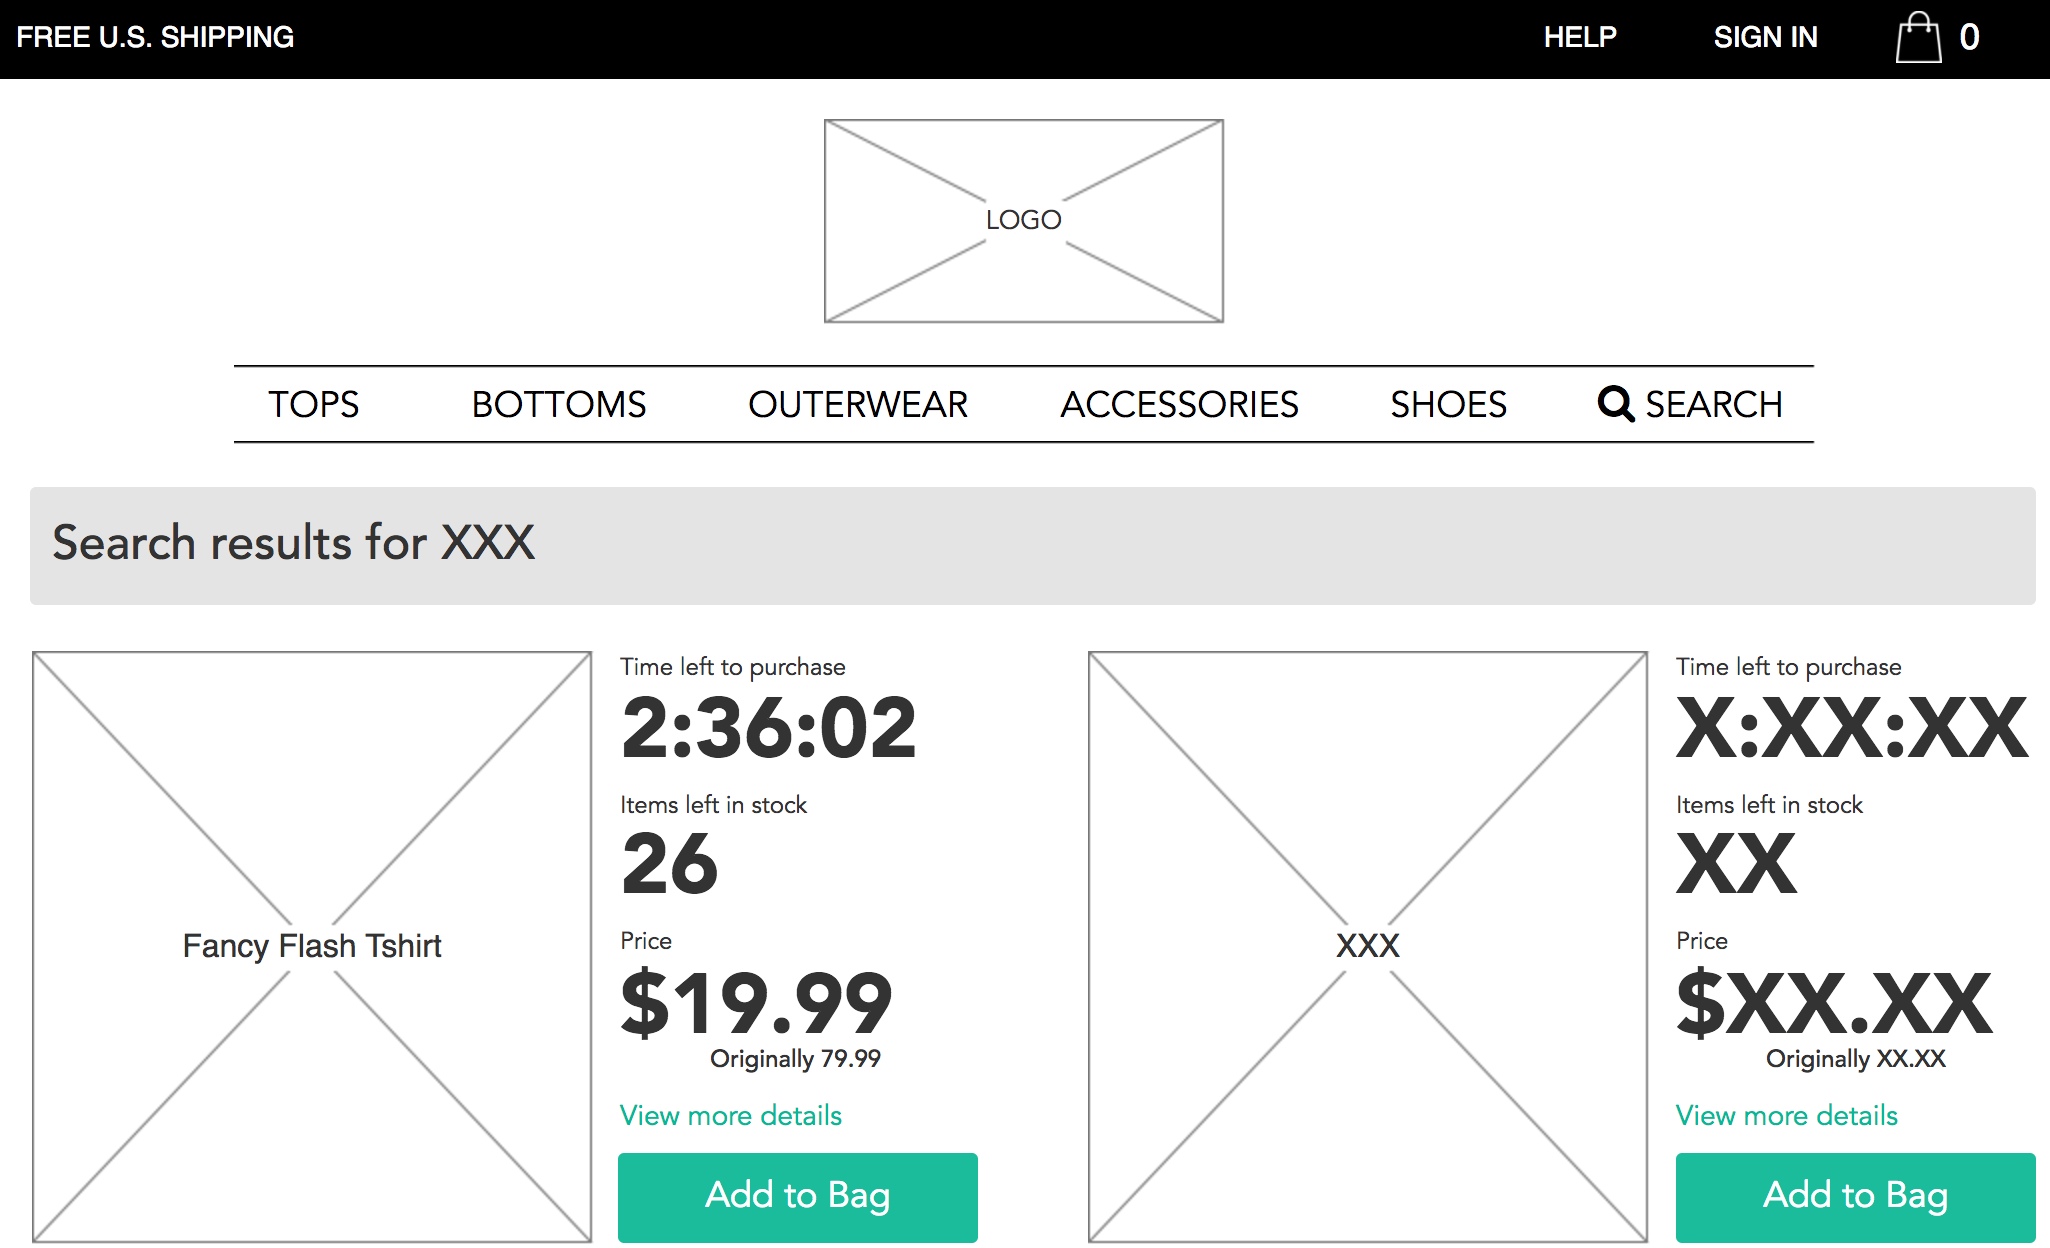 FREE U.S. SHIPPING HELP SIGN IN 0
LOGO
TOPS BOTTOMS OUTERWEAR ACCESSORIES SHOES SEARCH
Search results for XXX
Fancy Flash Tshirt
Time left to purchase
2:36:02
Items left in stock
26
Price
$19.99
Originally 79.99
View more details
Add to Bag
XXX
Time left to purchase
X:XX:XX
Items left in stock
XX
Price
$XX.XX
Originally XX.XX
View more details
Add to Bag